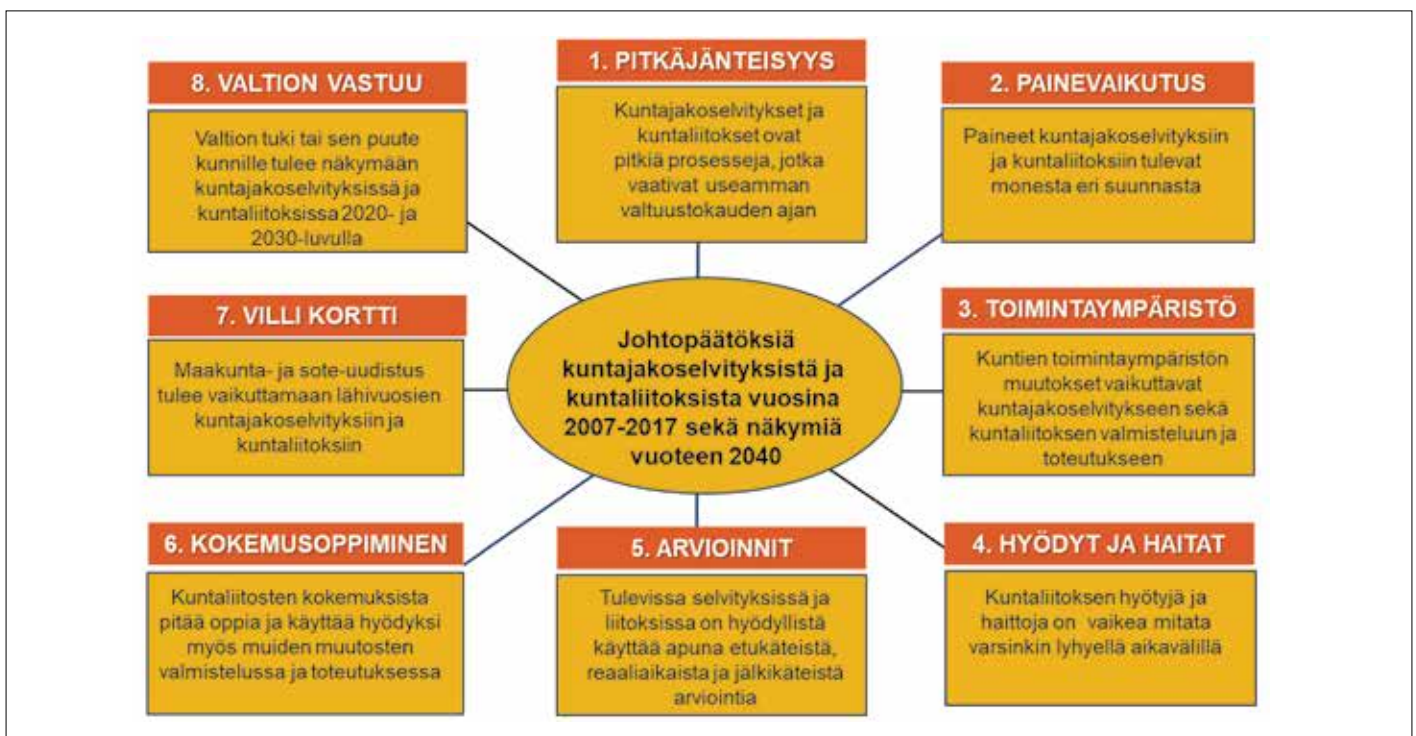 1. PITKÄJÄNTEISYYS
Kuntajakoselvitykset ja
kuntaliitokset ovat
pitkiä prosesseja, jotka
vaativat useamman
valtuustokauden ajan
2. PAINEVAIKUTUS
Paineet kuntajakoselvityksiin
ja kuntaliitoksiin tulevat
monesta eri suunnasta
3. TOIMINTAYMPÄRISTÖ
Kuntien toimintaympäristön
muutokset vaikuttavat
kuntajakoselvitykseen sekä
kuntaliitoksen valmisteluun ja
toteutukseen
4. HYÖDYT JA HAITAT
Kuntaliitoksen hyötyjä ja
haittoja on vaikea mitata
varsinkin lyhyellä aikavälillä
5. ARVIOINNIT
Tulevissa selvityksissä ja
liitoksissa on hyödyllistä
käyttää apuna etukäteistä,
reaaliaikaista ja jälkikäteistä
arviointia
6. KOKEMUSOPPIMINEN
Kuntaliitosten kokemuksista
pitää oppia ja käyttää hyödyksi
myös muiden muutosten
valmistelussa ja toteutuksessa
7. VILLI KORTTI
Maakunta- ja sote-uudistus
tulee vaikuttamaan lähivuosien
kuntajakoselvityksiin ja
kuntaliitoksiin
8. VALTION VASTUU
Valtion tuki tai sen puute
kunnille tulee näkymään
kuntajakoselvityksissä ja
kuntaliitoksissa 2020- ja
2030-luvulla
Johtopäätöksiä
kuntajakoselvityksistä ja
kuntaliitoksista vuosina
2007-2017 sekä näkymiä
vuoteen 2040